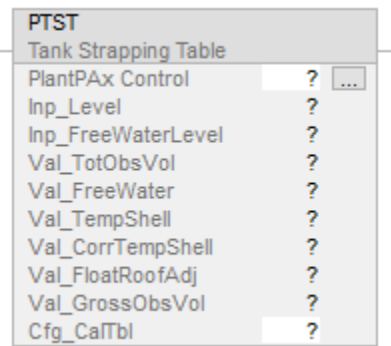 PTST
Tank Strapping Table
PlantPAx Control ? ...
Inp_Level ?
Inp_FreeWaterLevel ?
Val_TotObsVol ?
Val_FreeWater ?
Val_TempShell ?
Val_CorrTempShell ?
Val_FloatRoofAdj ?
Val_GrossObsVol ?
Cfg_CalTbl ?